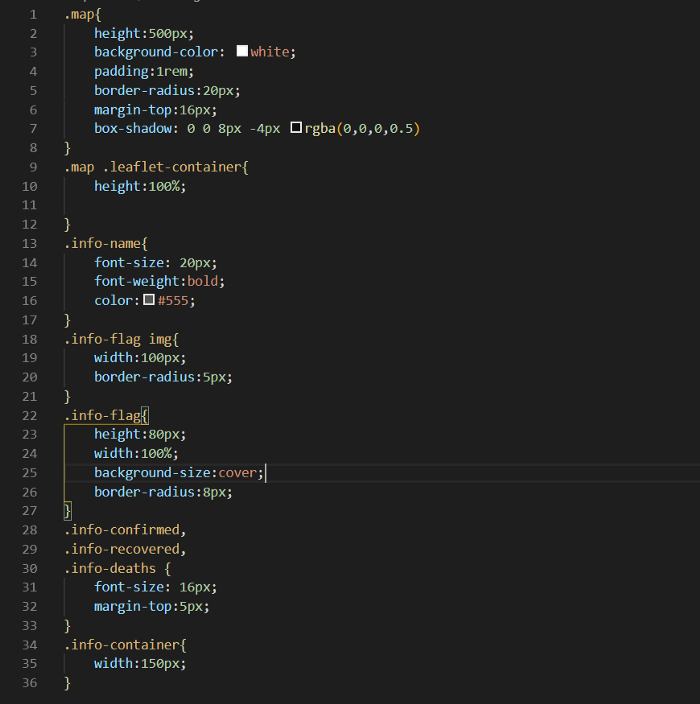 1 .map{
2     height:500px;
3     background-color: white;
4     padding:1rem;
5     border-radius:20px;
6     margin-top:16px;
7     box-shadow: 0 0 8px -4px rgba(0,0,0,0.5)
8 }
9 .map .leaflet-container{
10     height:100%;
11
12 }
13 .info-name{
14     font-size: 20px;
15     font-weight:bold;
16     color:#555;
17 }
18 .info-flag img{
19     width:100px;
20     border-radius:5px;
21 }
22 .info-flag{
23     height:80px;
24     width:100%;
25     background-size:cover;
26     border-radius:8px;
27 }
28 .info-confirmed,
29 .info-recovered,
30 .info-deaths {
31     font-size: 16px;
32     margin-top:5px;
33 }
34 .info-container{
35     width:150px;
36 }